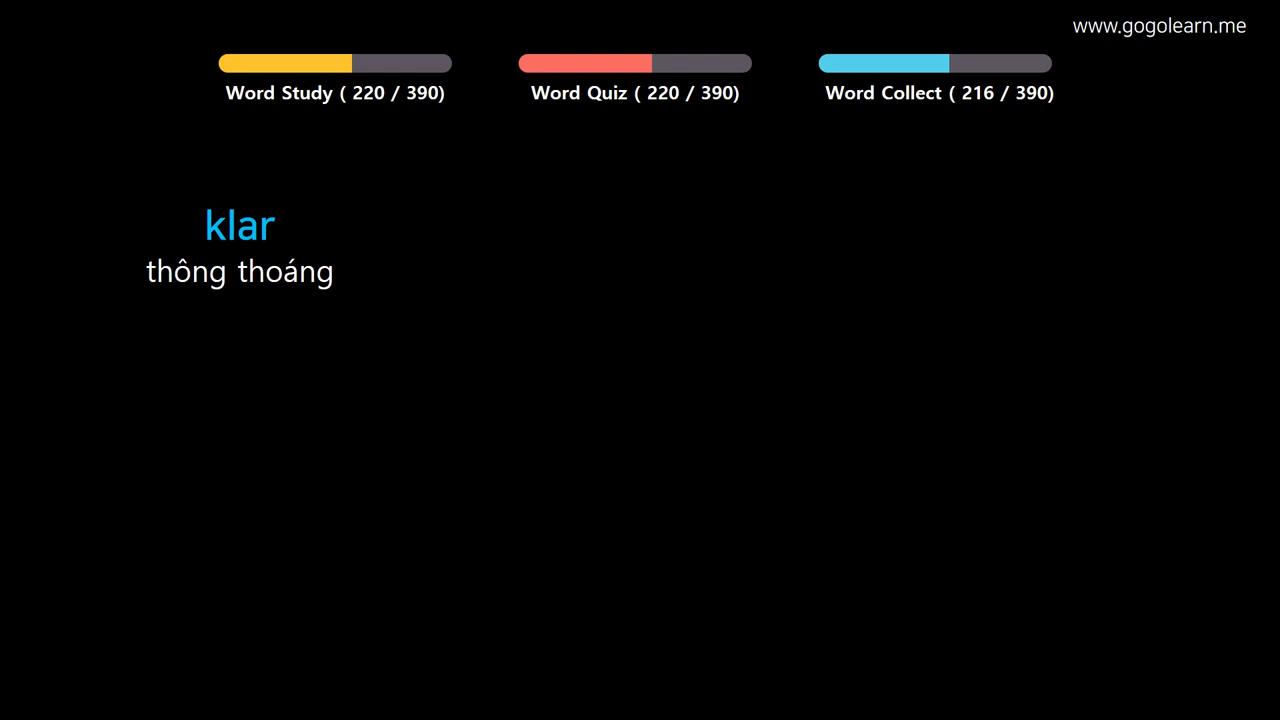 www.gogolearn.me
Word Study ( 220 / 390)
Word Quiz ( 220 / 390)
Word Collect ( 216 / 390)
klar
thông thoáng